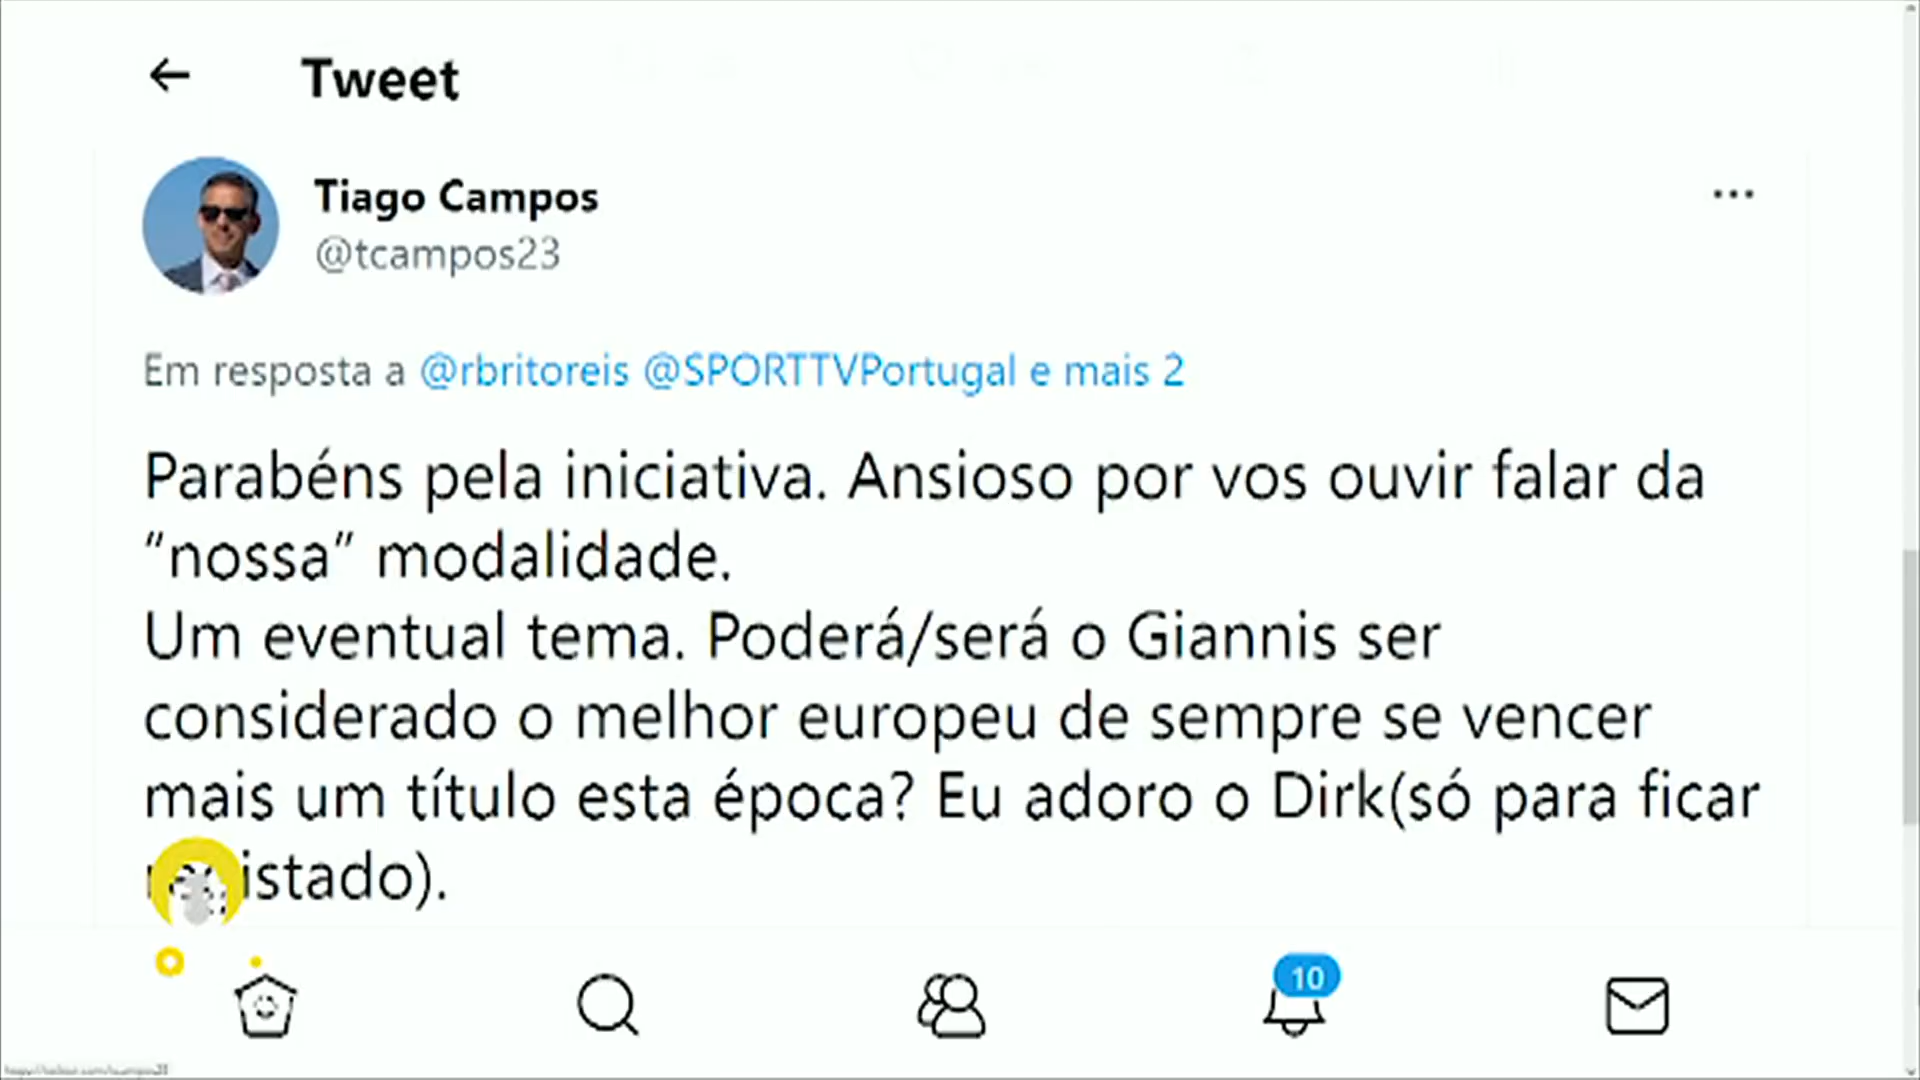 Tweet
Tiago Campos
@tcampos23
Em resposta a @rbritoreis @SPORTTVPortugal e mais 2
Parabéns pela iniciativa. Ansioso por vos ouvir falar da
“nossa” modalidade.
Um eventual tema. Poderá/será o Giannis ser
considerado o melhor europeu de sempre se vencer
mais um título esta época? Eu adoro o Dirk(só para ficar
istado).
10